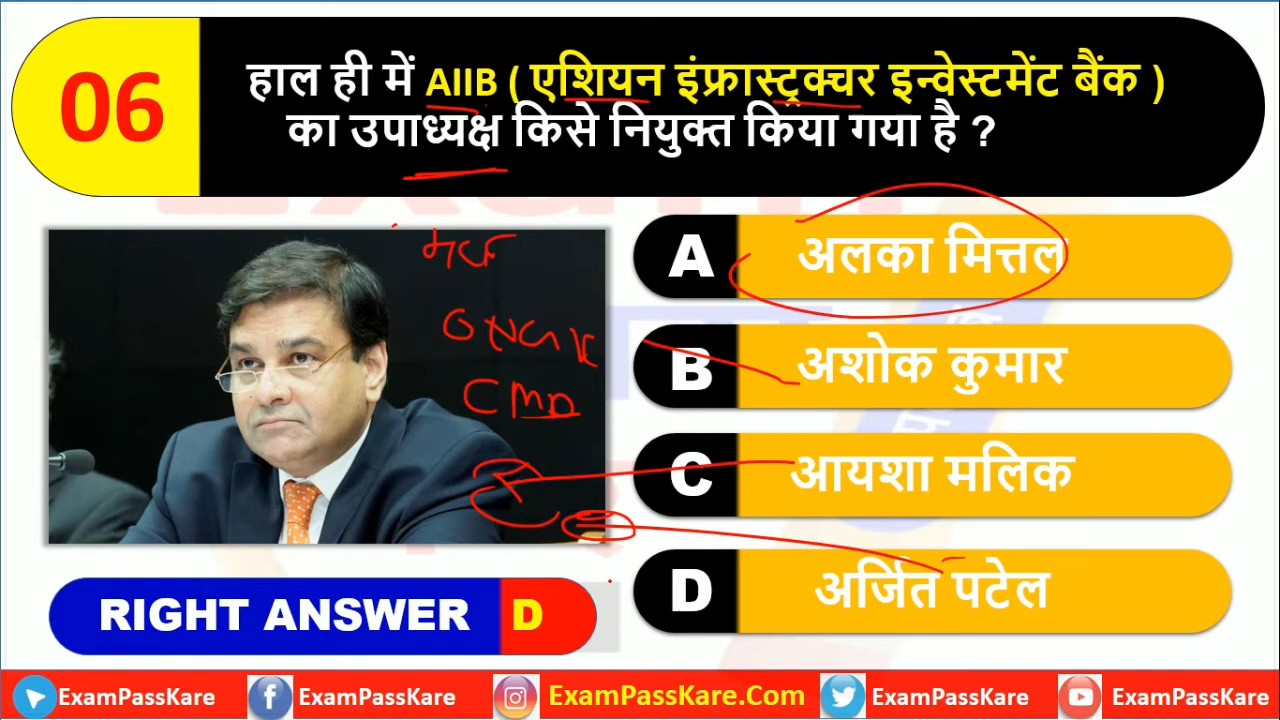 06
हाल ही में AIIB ( एशियन इंफ्रास्ट्रक्चर इन्वेस्टमेंट बैंक )
का उपाध्यक्ष किसे नियुक्त किया गया है ?
A अलका मित्तल
B अशोक कुमार
C आयशा मलिक
D अर्जित पटेल
CMD
RIGHT ANSWER D
ExamPassKare ExamPassKare ExamPassKare.Com ExamPassKare ExamPassKare